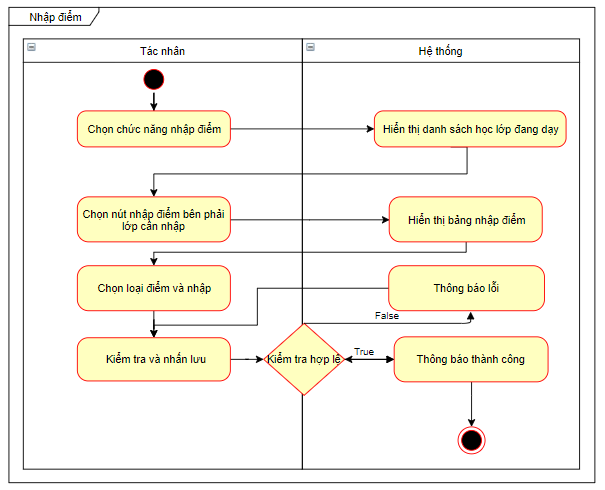 Nhập điểm
Tác nhân
Hệ thống
Chọn chức năng nhập điểm
Hiển thị danh sách học lớp đang dạy
Chọn nút nhập điểm bên phải
lớp cần nhập
Hiển thị bảng nhập điểm
Chọn loại điểm và nhập
Thông báo lỗi
False
Kiểm tra và nhấn lưu
Kiểm tra hợp lệ
True
Thông báo thành công